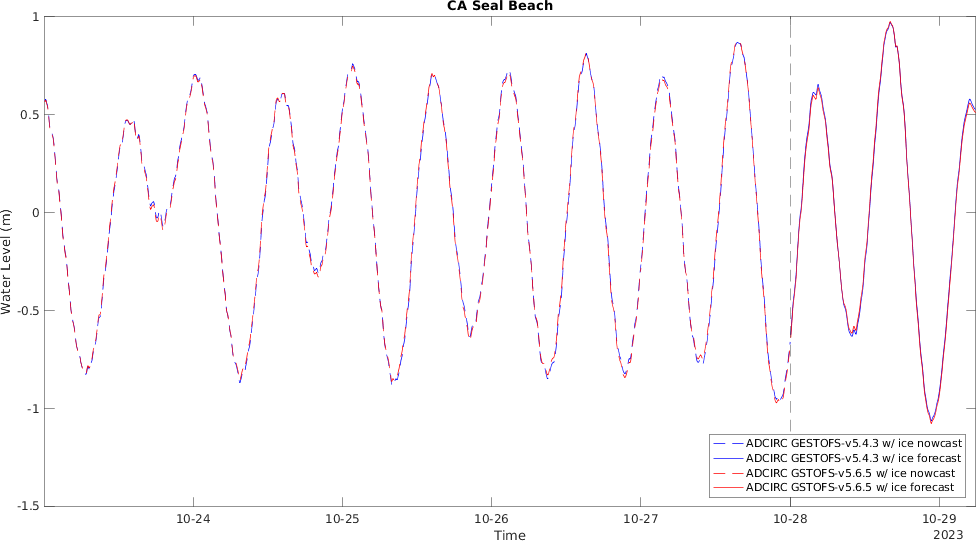 CA Seal Beach
1
0.5
0
-0.5
-1
-1.5
Water Level (m)
ADCIRC GESTOFS-v5.4.3 w/ ice nowcast
ADCIRC GESTOFS-v5.4.3 w/ ice forecast
ADCIRC GSTOFS-v5.6.5 w/ ice nowcast
ADCIRC GSTOFS-v5.6.5 w/ ice forecast
10-24 10-25 10-26 10-27 10-28 10-29
Time
2023